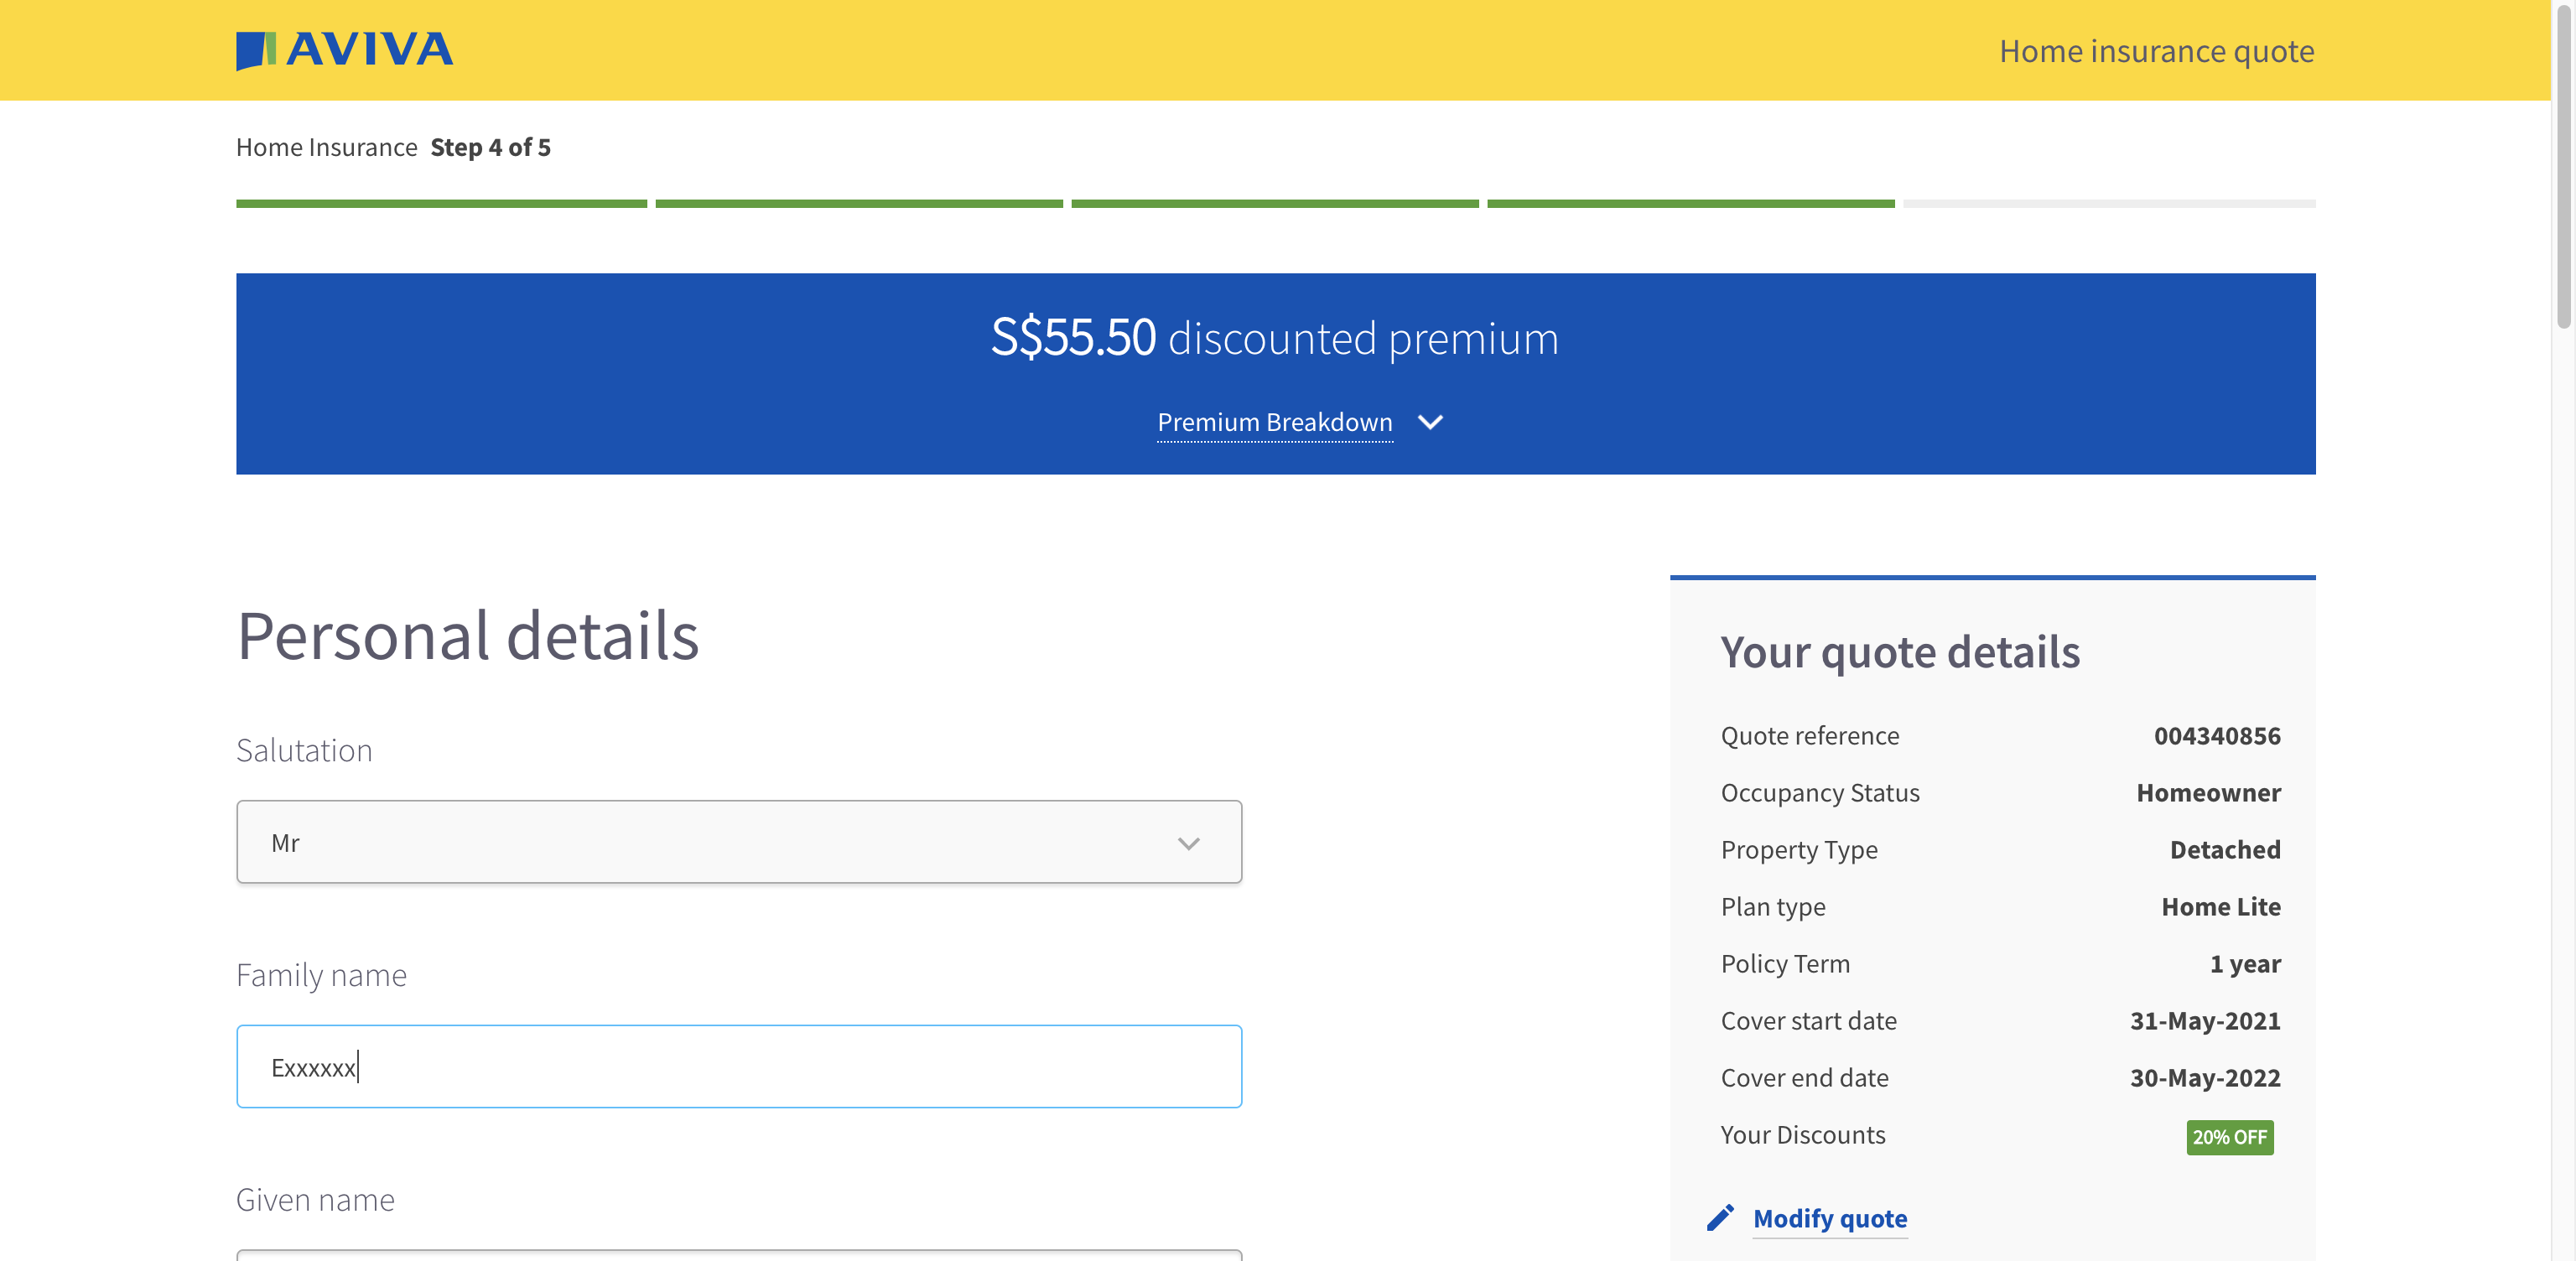 AVIVA
Home insurance quote
Home Insurance Step 4 of 5
S$55.50 discounted premium
Premium Breakdown
Personal details
Salutation
Mr
Family name
Exxxxxx
Given name
Your quote details
Quote reference 004340856
Occupancy Status Homeowner
Property Type Detached
Plan type Home Lite
Policy Term 1 year
Cover start date 31-May-2021
Cover end date 30-May-2022
Your Discounts 20% OFF
Modify quote